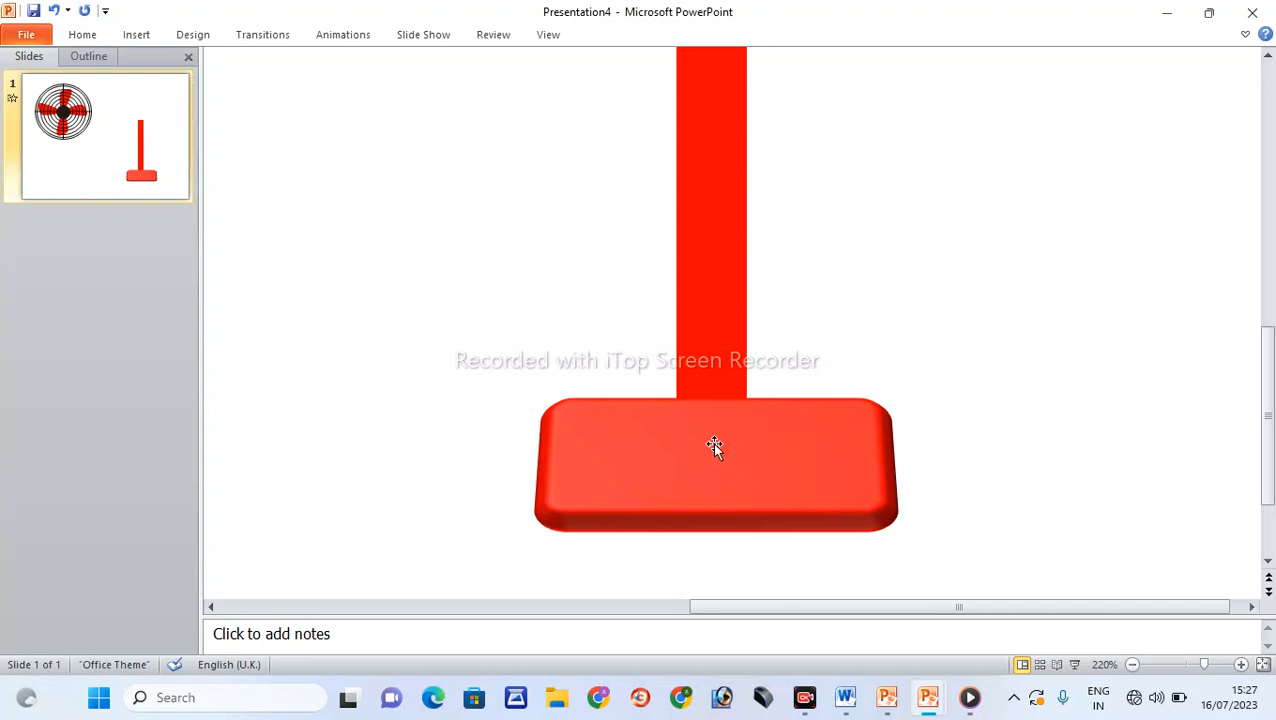 Presentation4 - Microsoft PowerPoint
File Home Insert Design Transitions Animations Slide Show Review View
Slides Outline
1
Recorded with iTop Screen Recorder
Click to add notes
Slide 1 of 1 "Office Theme" English (U.K.) 220%
Search
ENG
IN
13:27
16/07/2023